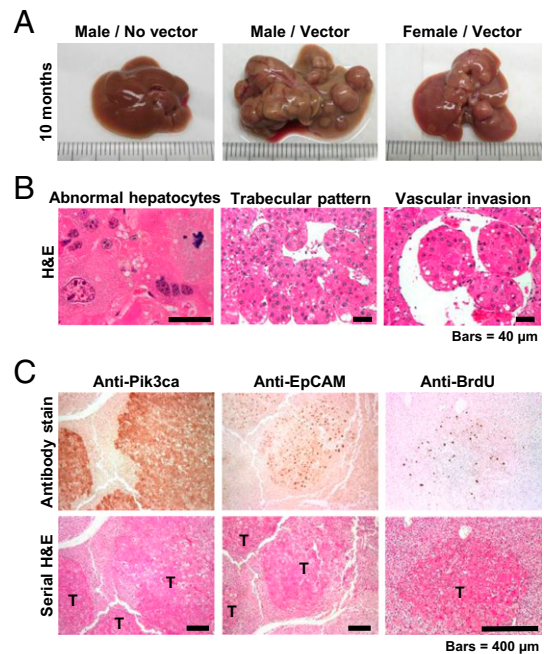 A
Male / No vector
Male / Vector
Female / Vector
10 months
B
Abnormal hepatocytes
Trabecular pattern
Vascular invasion
H&E
Bars = 40 µm
C
Anti-Pik3ca
Anti-EpCAM
Anti-BrdU
Antibody stain
Serial H&E
T
T
T
T
T
T
T
Bars = 400 µm